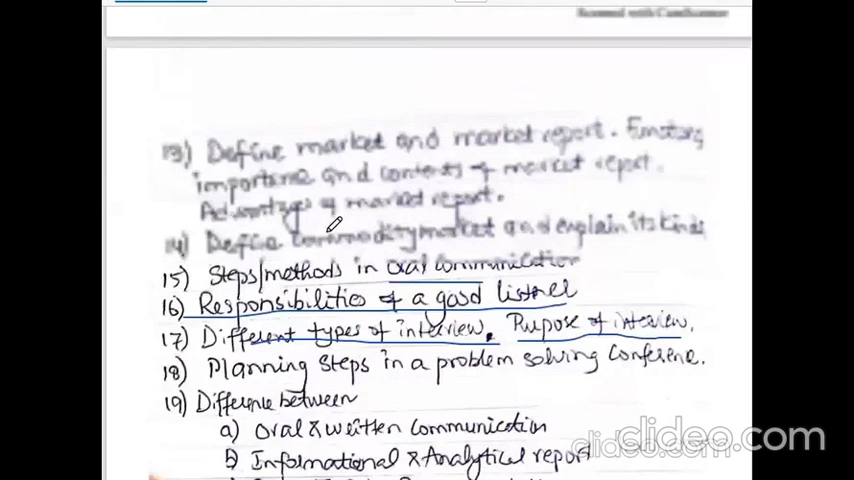 13) Define market and market report. Functions
importance and contents of market report.
Advantages of market report.
14) Define commodity market and explain its kinds
15) Steps/methods in oral communication
16) Responsibilities of a good listner
17) Different types of interview. Purpose of interview.
18) Planning steps in a problem solving conference.
19) Difference between
a) Oral & written communication
b) Informational & Analytical report
clideo.com